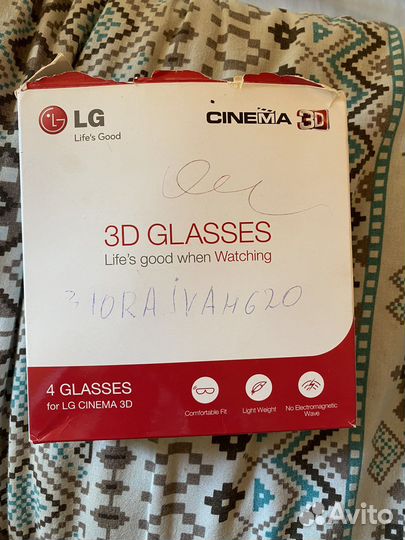 LG
Life's Good
CINEMA 3D
3D GLASSES
Life's good when Watching
310RAIVAH620
4 GLASSES
for LG CINEMA 3D
Comfortable Fit
Light Weight
No Electromagnetic
Wave
Avito